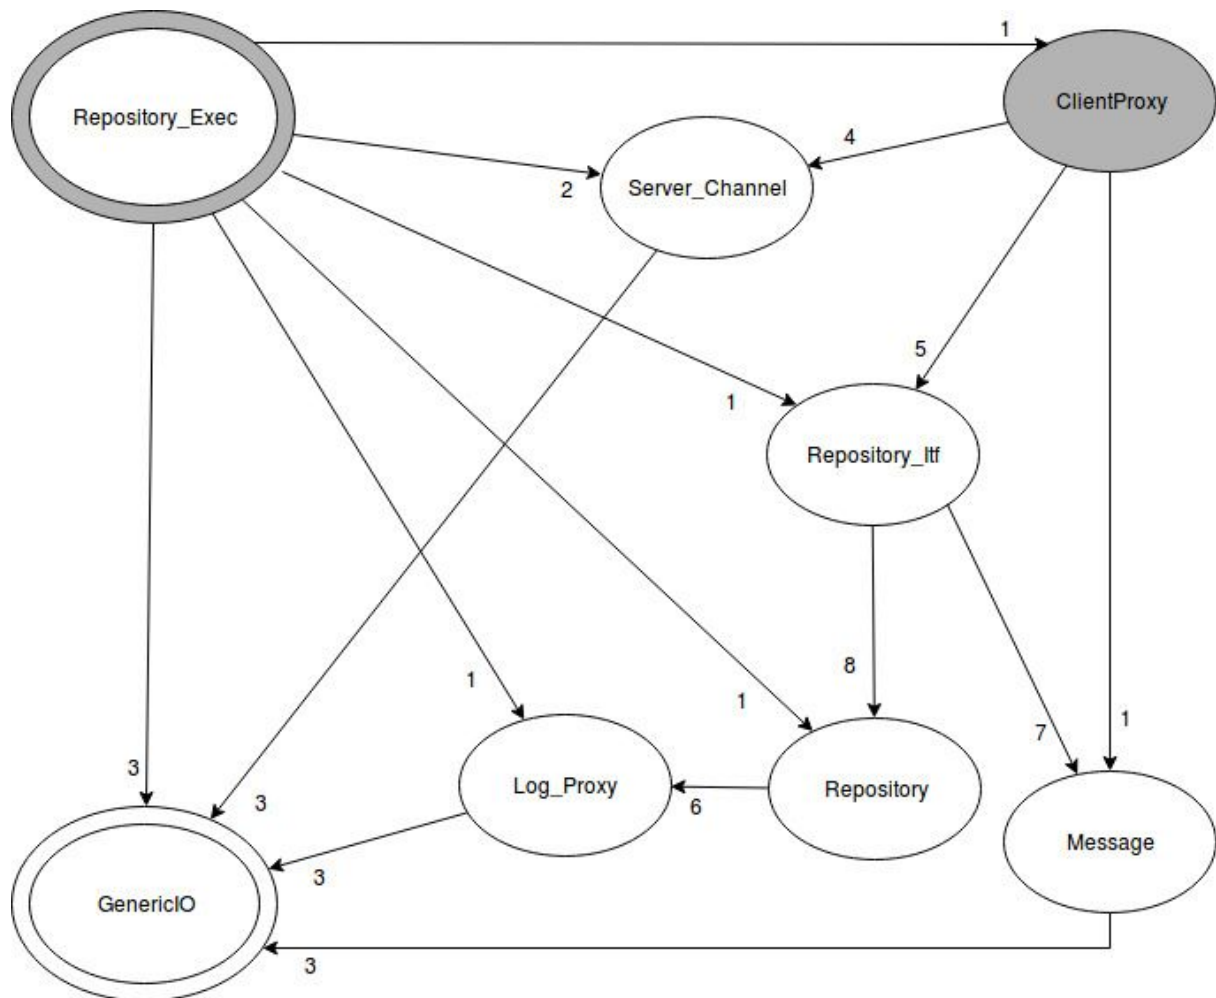 1
Repository_Exec
ClientProxy
4
Server_Channel
2
5
1
Repository_Itf
8
1
1
7
1
3
Log_Proxy
Repository
6
3
Message
3
GenericIO
3